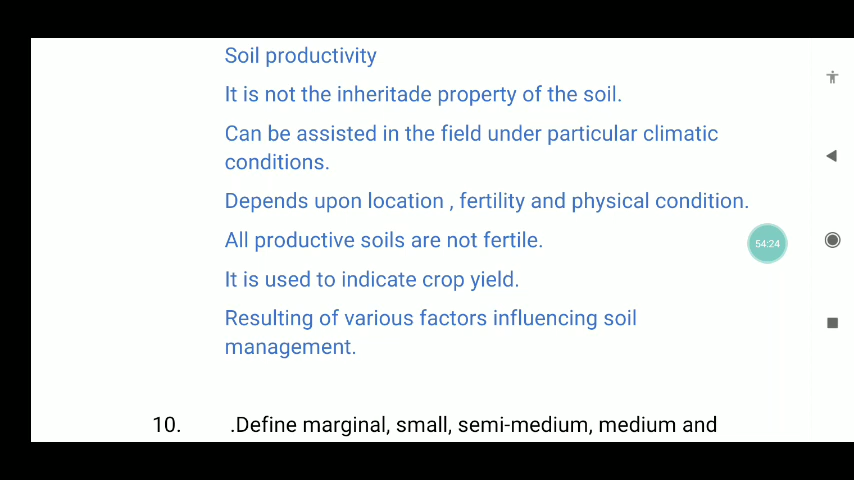 Soil productivity
It is not the inheritade property of the soil.
Can be assisted in the field under particular climatic
conditions.
Depends upon location , fertility and physical condition.
All productive soils are not fertile.
54:24
It is used to indicate crop yield.
Resulting of various factors influencing soil
management.
10. .Define marginal, small, semi-medium, medium and